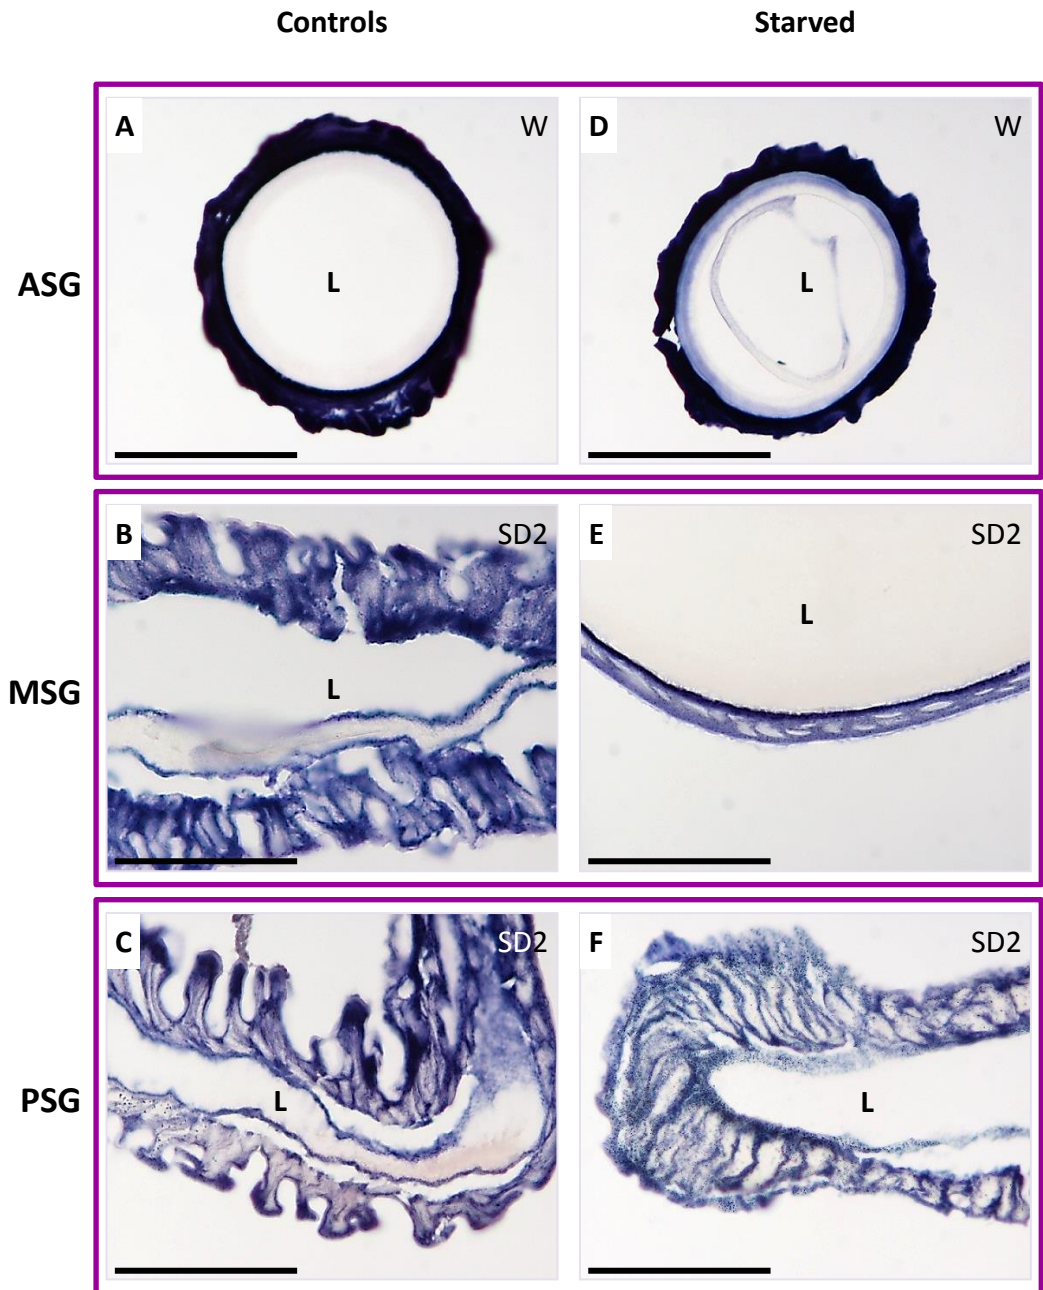 Controls Starved
A W D W
ASG L L
B SD2 E SD2
MSG L L
C SD2 F SD2
PSG L L